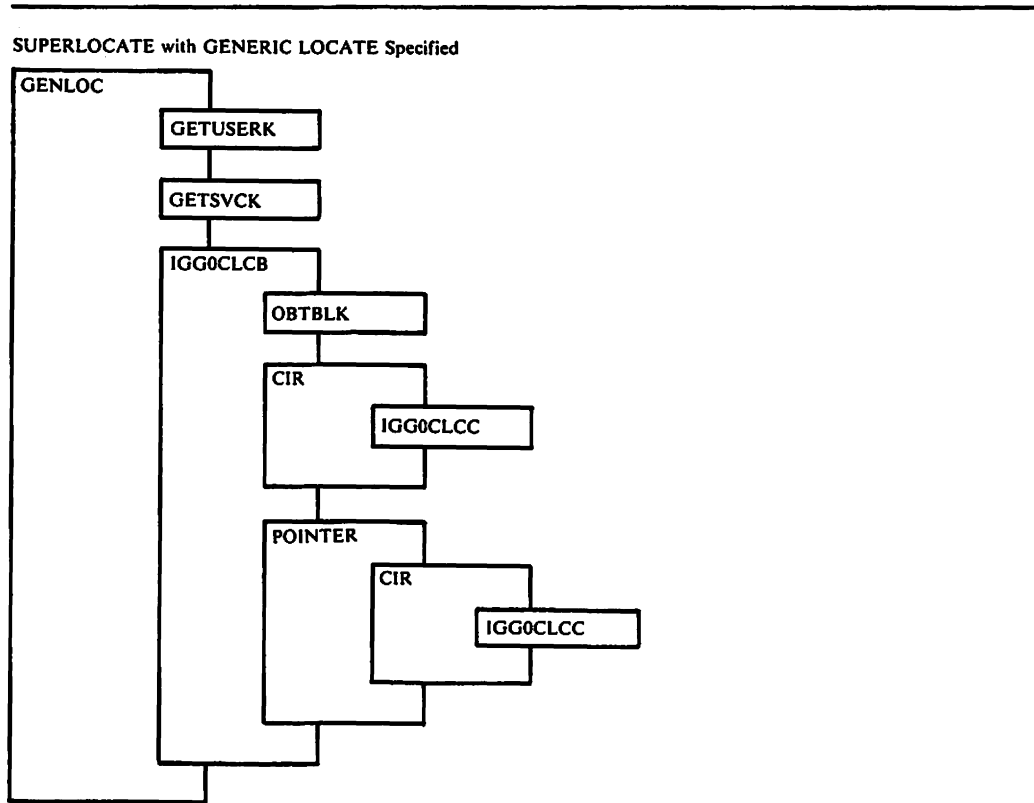 SUPERLOCATE with GENERIC LOCATE Specified
GENLOC
GETUSERK
GETSVCK
IGG0CLCB
OBTBLK
CIR
IGG0CLCC
POINTER
CIR
IGG0CLCC